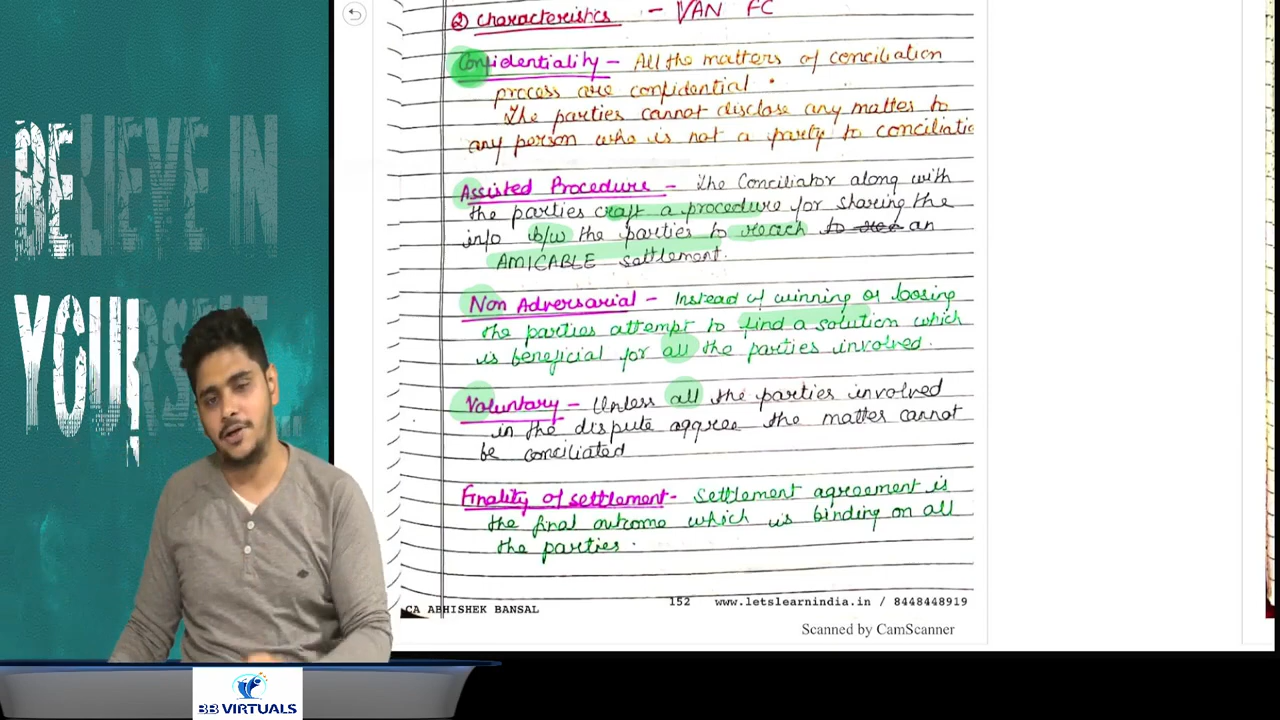 BELIEVE IN
YOURSELF...
② Characteristics - VAN FC
Confidentiality - All the matters of conciliation
process are confidential.
The parties cannot disclose any matter to
any person who is not a party to conciliatio
Assisted Procedure - The Conciliator along with
the parties craft a procedure for sharing the
info b/w the parties to reach to an
AMICABLE settlement.
Non Adversarial - Instead of winning or loosing
the parties attempt to find a solution which
is beneficial for all the parties involved.
Voluntary - Unless all the parties involved
in the dispute aggree the matter cannot
be conciliated
Finality of settlement - Settlement agreement is
the final outcome which is binding on all
the parties.
CA ABHISHEK BANSAL 152 www.letslearnindia.in / 8448448919
Scanned by CamScanner
BB VIRTUALS